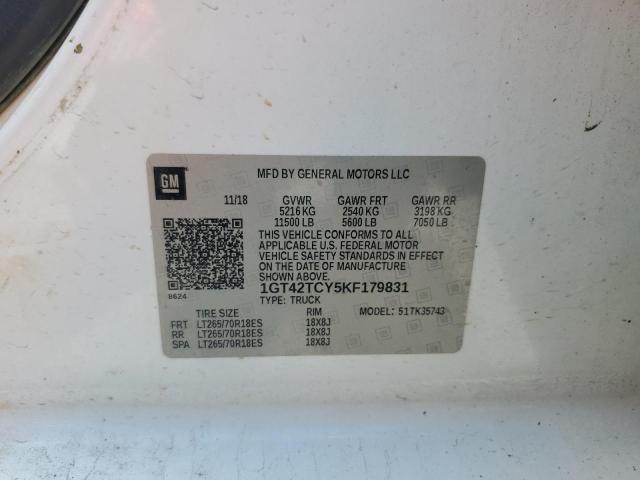 GM
MFD BY GENERAL MOTORS LLC
11/18 GVWR GAWR FRT GAWR RR
5216 KG 2540 KG 3198 KG
11500 LB 5600 LB 7050 LB
THIS VEHICLE CONFORMS TO ALL
APPLICABLE U.S. FEDERAL MOTOR
VEHICLE SAFETY STANDARDS IN EFFECT
ON THE DATE OF MANUFACTURE
SHOWN ABOVE.
8624
1GT42TCY5KF179831
TYPE: TRUCK
TIRE SIZE RIM MODEL: 51TK35743
FRT LT265/70R18ES 18X8J
RR LT265/70R18ES 18X8J
SPA LT265/70R18ES 18X8J